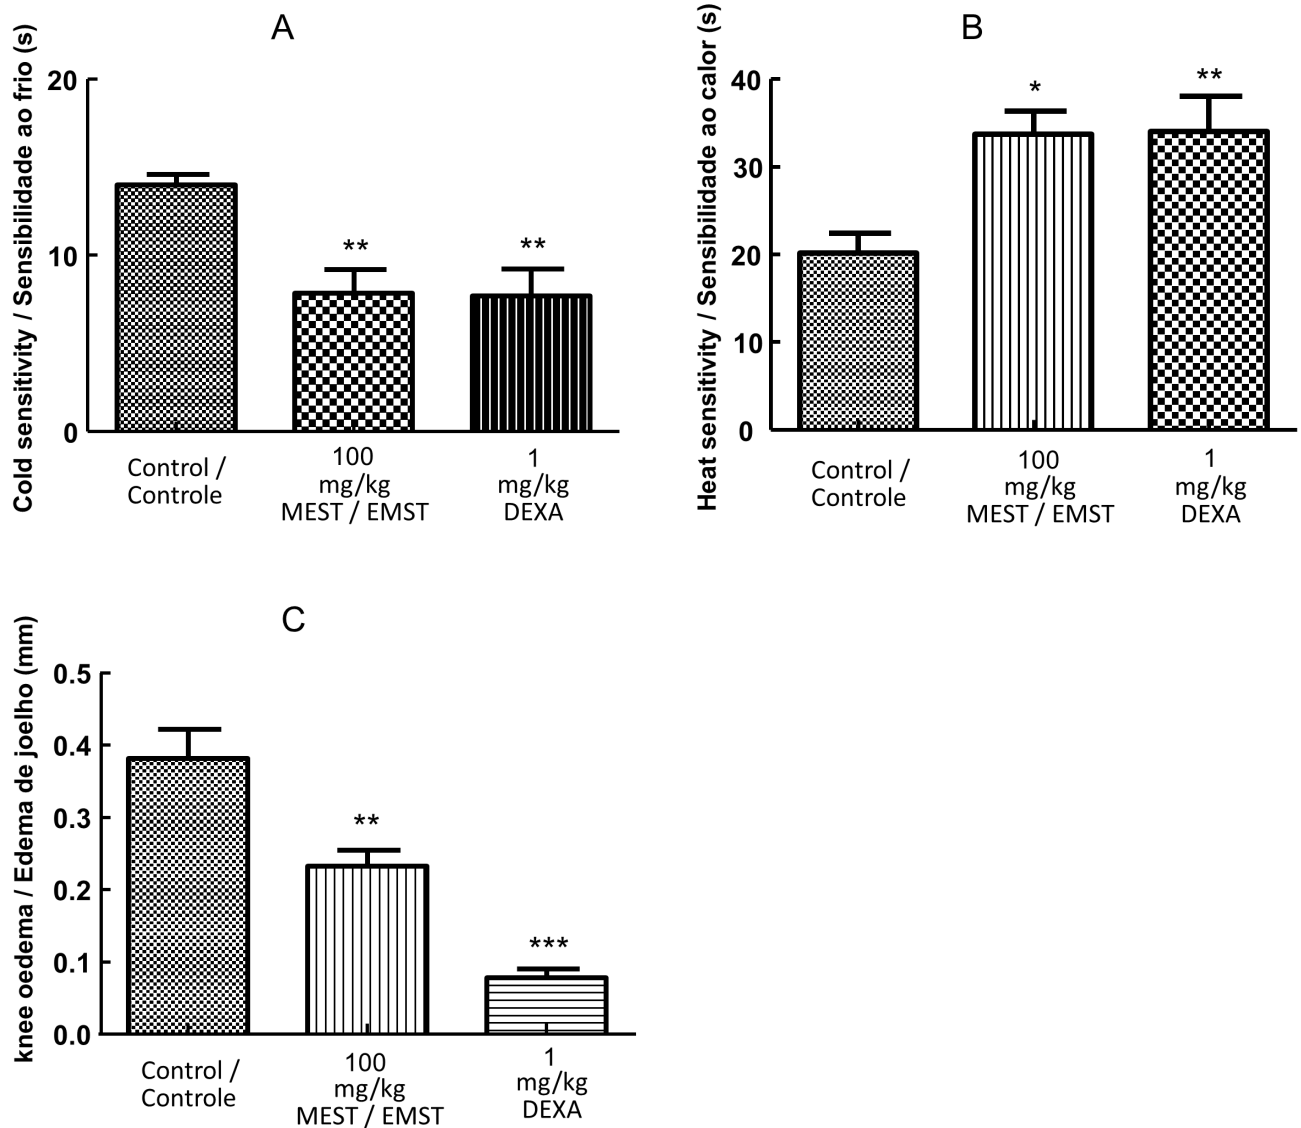 A
Cold sensitivity / Sensibilidade ao frio (s)
20
10
0
**
**
Control /
Controle
100
mg/kg
MEST / EMST
1
mg/kg
DEXA
B
Heat sensitivity / Sensibilidade ao calor (s)
40
30
20
10
0
*
**
Control /
Controle
100
mg/kg
MEST / EMST
1
mg/kg
DEXA
C
knee oedema / Edema de joelho (mm)
0.5
0.4
0.3
0.2
0.1
0.0
**
***
Control /
Controle
100
mg/kg
MEST / EMST
1
mg/kg
DEXA